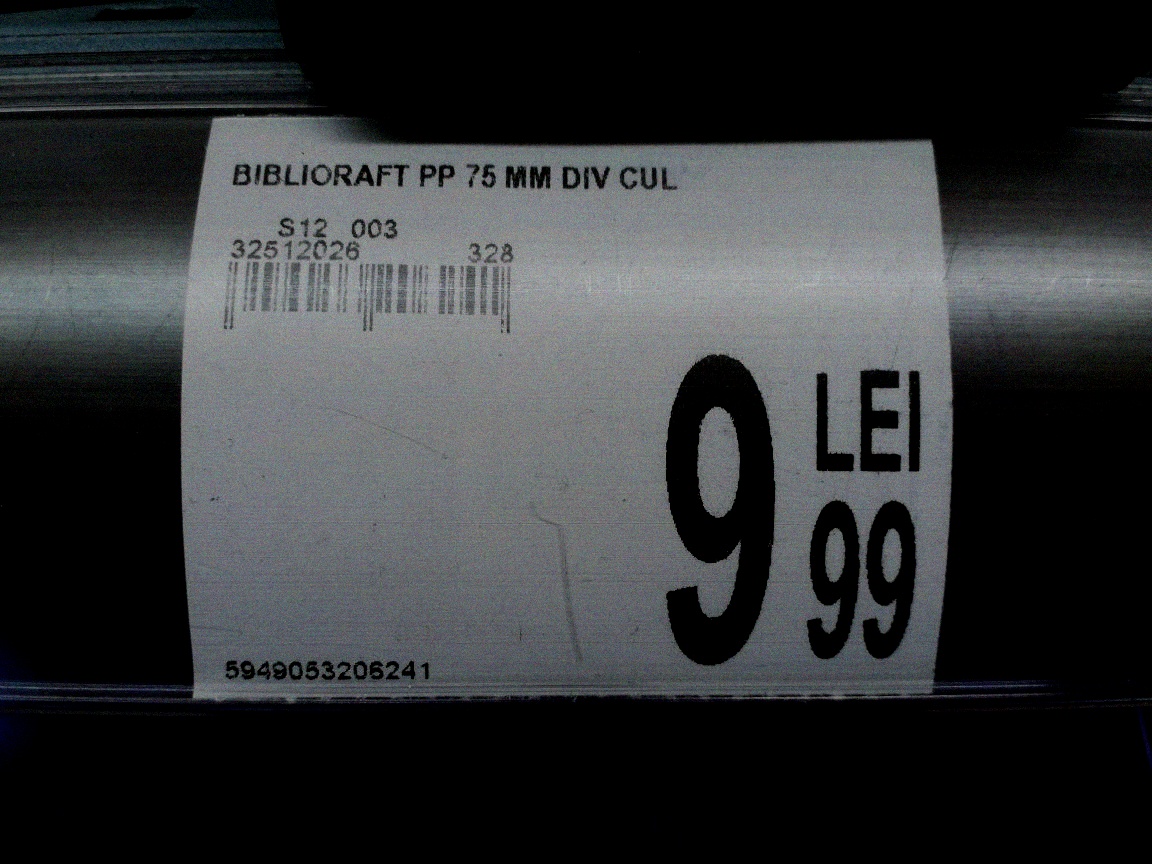 BIBLIORAFT PP 75 MM DIV CUL
S12 003
32512026 328
9 LEI
99
5949053206241